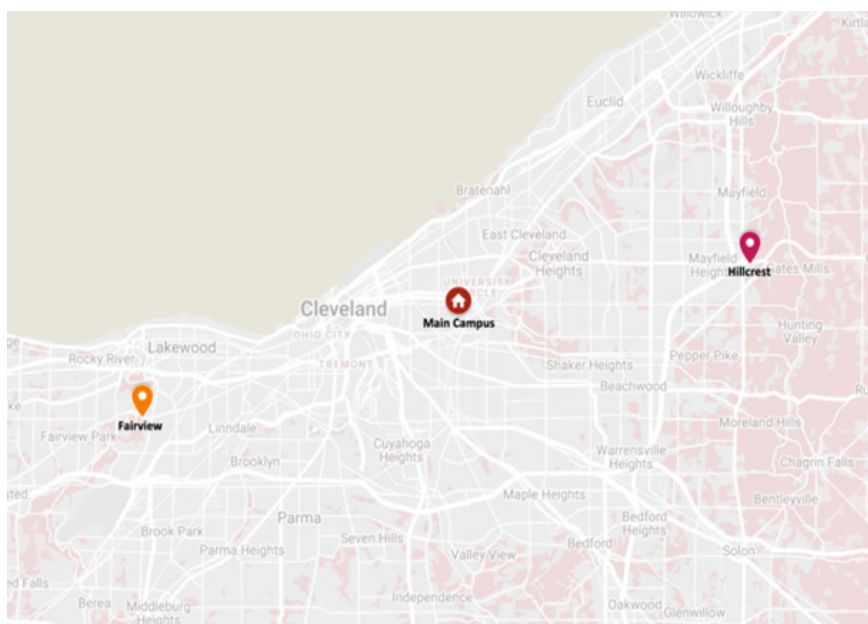 Willowick
Kirtla
Wickliffe
Euclid
Willoughby
Hills
Bratenahl
Mayfield
East Cleveland
Cleveland
Heights
Mayfield
Heights
Hillcrest
Gates Mills
UNIVERSITY
CIRCLE
Cleveland
Main Campus
OHIO CITY
Hunting
Valley
Lakewood
Rocky River
TREMONT
Shaker Heights
Pepper Pike
Beachwood
Fairview
Fairview Park
Linndale
Moreland Hills
Cuyahoga
Heights
Warrensville
Heights
Brooklyn
Chagrin Falls
Maple Heights
Bentleyville
Parma
Bedford
Heights
Brook Park
Parma Heights
Seven Hills
Bedford
Solon
Valley View
Berea
Middleburg
Heights
Independence
Oakwood
Glenwillow